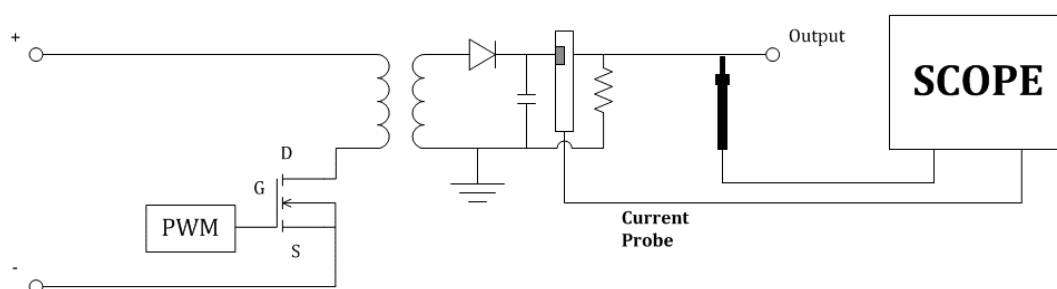 +
Output
SCOPE
D
G
PWM
S
Current
Probe
-